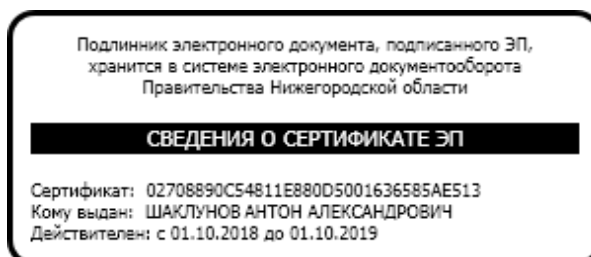 Подлинник электронного документа, подписанного ЭП,
хранится в системе электронного документооборота
Правительства Нижегородской области
СВЕДЕНИЯ О СЕРТИФИКАТЕ ЭП
Сертификат: 02708890C54811E880D5001636585AE513
Кому выдан: ШАКЛУНОВ АНТОН АЛЕКСАНДРОВИЧ
Действителен: с 01.10.2018 до 01.10.2019